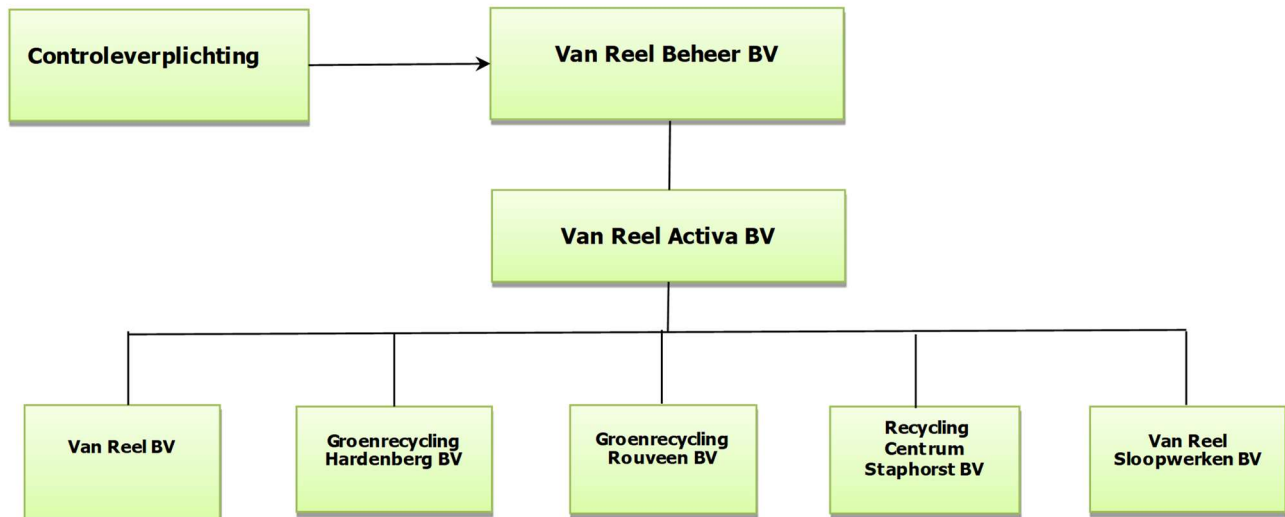 Controleverplichting
Van Reel Beheer BV
Van Reel Activa BV
Van Reel BV
Groenrecycling
Hardenberg BV
Groenrecycling
Rouveen BV
Recycling
Centrum
Staphorst BV
Van Reel
Sloopwerken BV